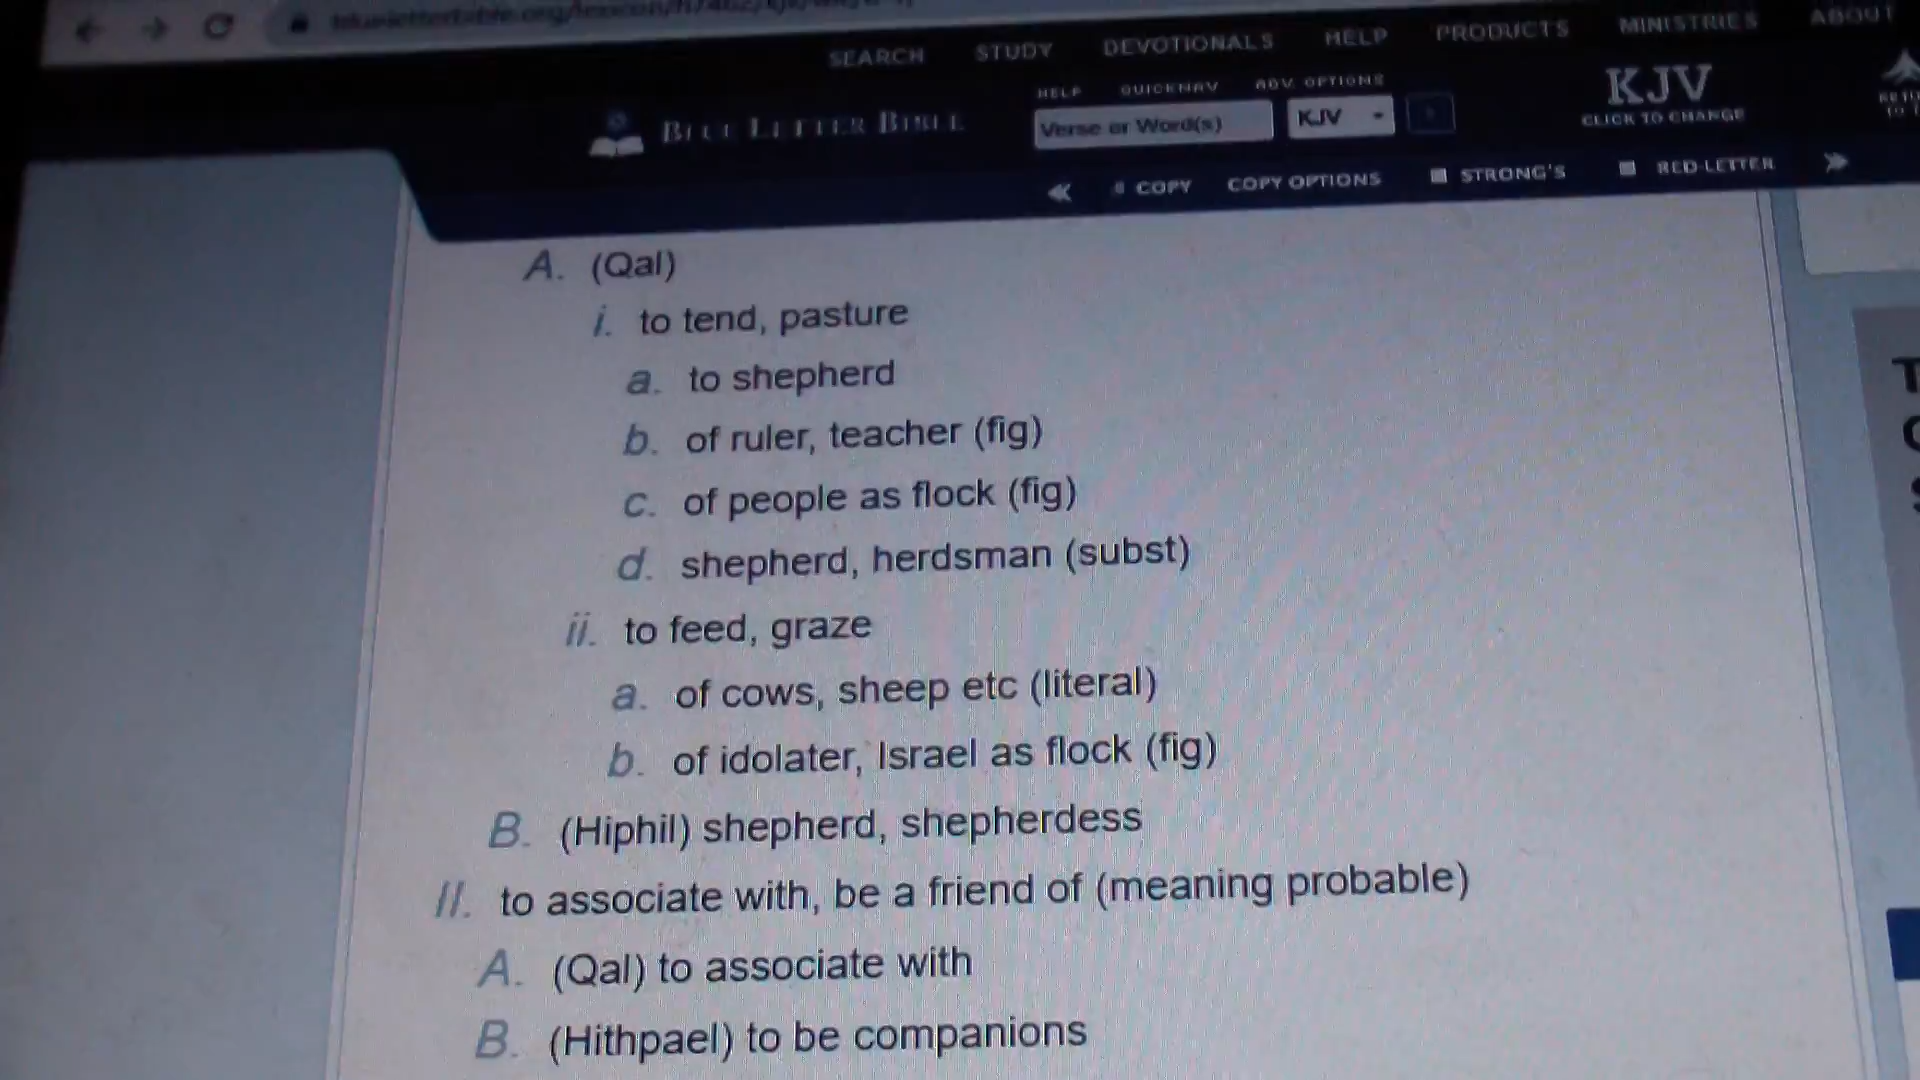 SEARCH STUDY DEVOTIONALS HELP PRODUCTS MINISTRIES ABOUT
HELP QUICKNAV ADV. OPTIONS
BLUE LETTER BIBLE Verse or Word(s) KJV KJV
CLICK TO CHANGE
COPY COPY OPTIONS STRONG'S RED-LETTER
A. (Qal)
i. to tend, pasture
a. to shepherd
b. of ruler, teacher (fig)
c. of people as flock (fig)
d. shepherd, herdsman (subst)
ii. to feed, graze
a. of cows, sheep etc (literal)
b. of idolater, Israel as flock (fig)
B. (Hiphil) shepherd, shepherdess
II. to associate with, be a friend of (meaning probable)
A. (Qal) to associate with
B. (Hithpael) to be companions